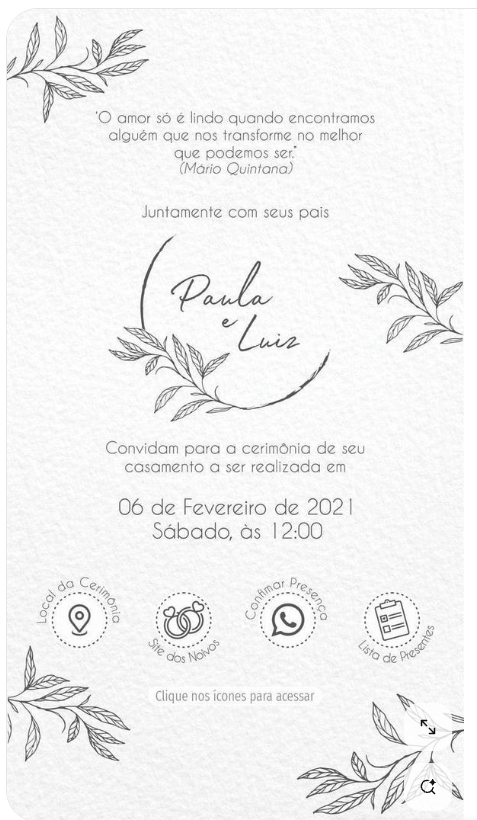 "O amor só é lindo quando encontramos
alguém que nos transforme no melhor
que podemos ser."
(Mário Quintana)
Juntamente com seus pais
Paula
e
Luiz
Convidam para a cerimônia de seu
casamento a ser realizada em
06 de Fevereiro de 2021
Sábado, às 12:00
Local da Cerimônia
Site dos Noivos
Confirmar Presença
Lista de Presentes
Clique nos ícones para acessar